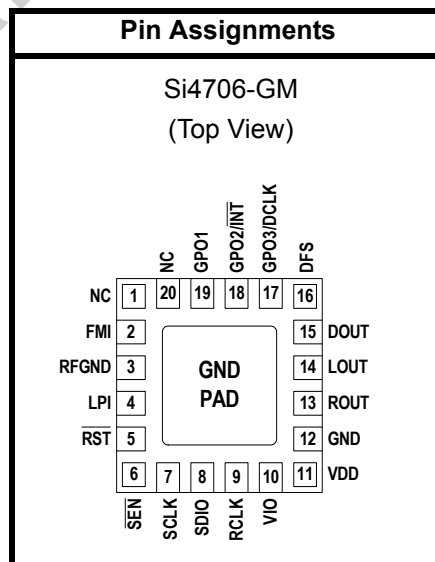 Pin Assignments
Si4706-GM
(Top View)
NC
GPO1
GPO2/INT
GPO3/DCLK
DFS
NC 1 20 19 18 17 16
FMI 2 15 DOUT
RFGND 3 14 LOUT
GND
PAD
LPI 4 13 ROUT
RST 5 12 GND
6 7 8 9 10 11 VDD
SEN
SCLK
SDIO
RCLK
VIO